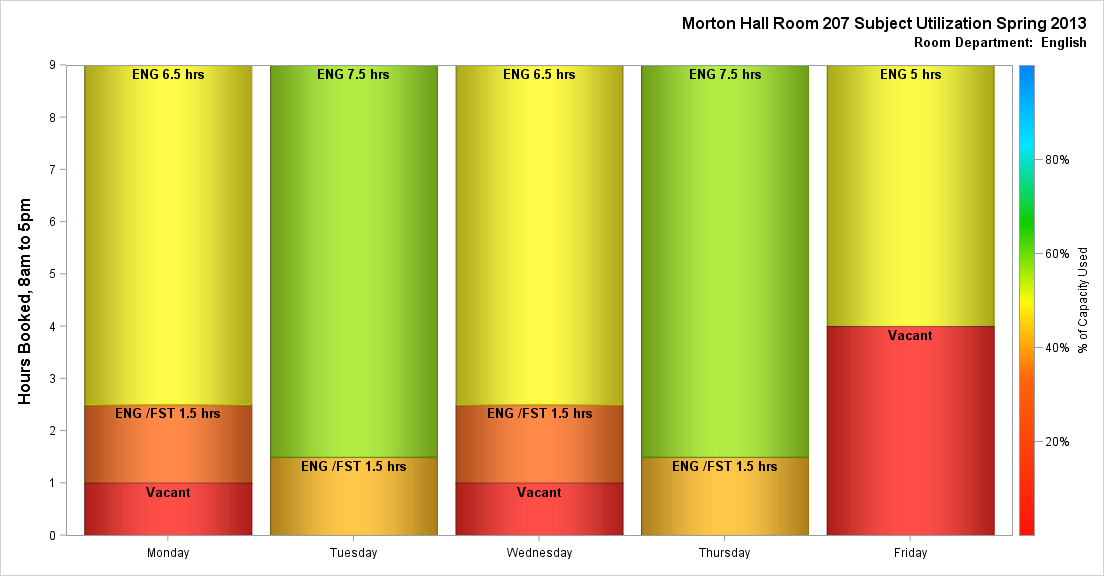 Morton Hall Room 207 Subject Utilization Spring 2013
Room Department:  English
Hours Booked, 8am to 5pm
9
8
7
6
5
4
3
2
1
0
ENG 6.5 hrs
ENG /FST 1.5 hrs
Vacant
Monday
ENG 7.5 hrs
ENG /FST 1.5 hrs
Tuesday
ENG 6.5 hrs
ENG /FST 1.5 hrs
Vacant
Wednesday
ENG 7.5 hrs
ENG /FST 1.5 hrs
Thursday
ENG 5 hrs
Vacant
Friday
80%
60%
40%
20%
% of Capacity Used